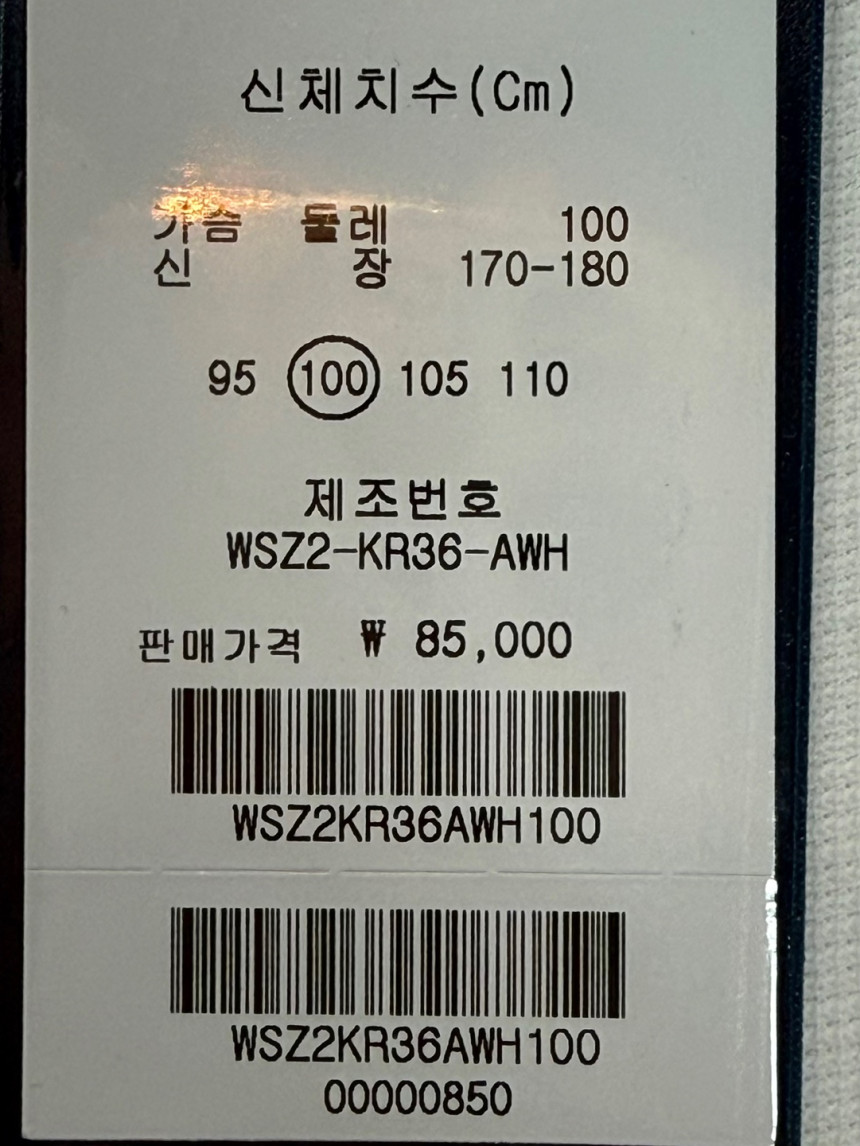 신체치수(Cm)
가슴 둘레 100
신 장 170-180
95 100 105 110
제조번호
WSZ2-KR36-AWH
판매가격 ₩ 85,000
WSZ2KR36AWH100
WSZ2KR36AWH100
00000850